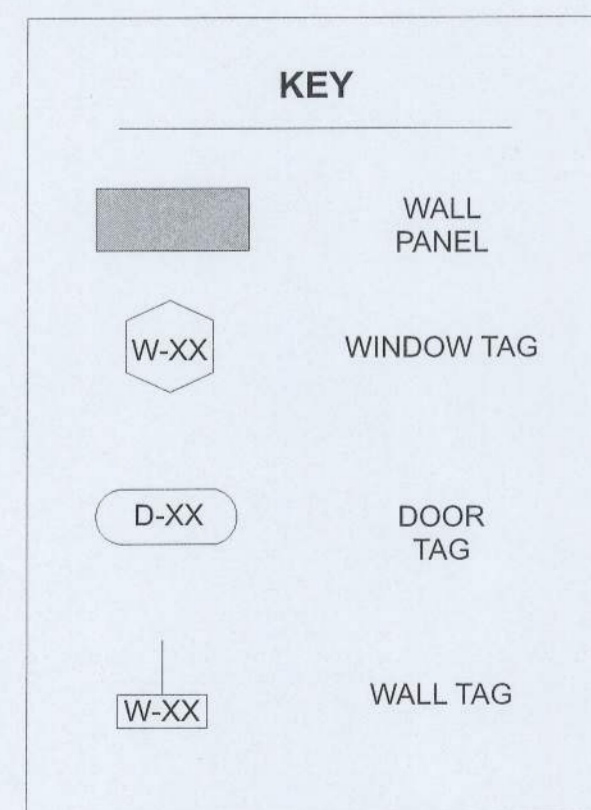 KEY
WALL
PANEL
W-XX
WINDOW TAG
D-XX
DOOR
TAG
W-XX
WALL TAG